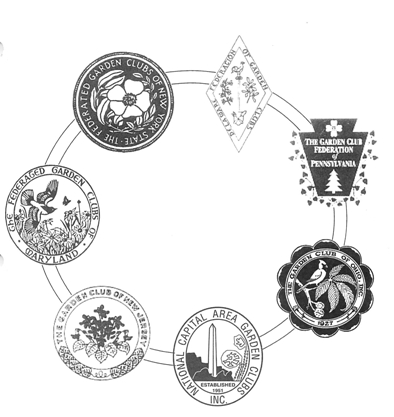 THE FEDERATED GARDEN CLUBS OF NEW YORK STATE ·
DELAWARE FEDERATION OF GARDEN CLUBS
THE GARDEN CLUB
FEDERATION
of
PENNSYLVANIA
THE GARDEN CLUB OF OHIO, INC.
1927
NATIONAL CAPITAL AREA GARDEN CLUBS
INC.
ESTABLISHED
1951
THE GARDEN CLUB OF NEW JERSEY
THE FEDERATED GARDEN CLUBS OF
· MARYLAND ·